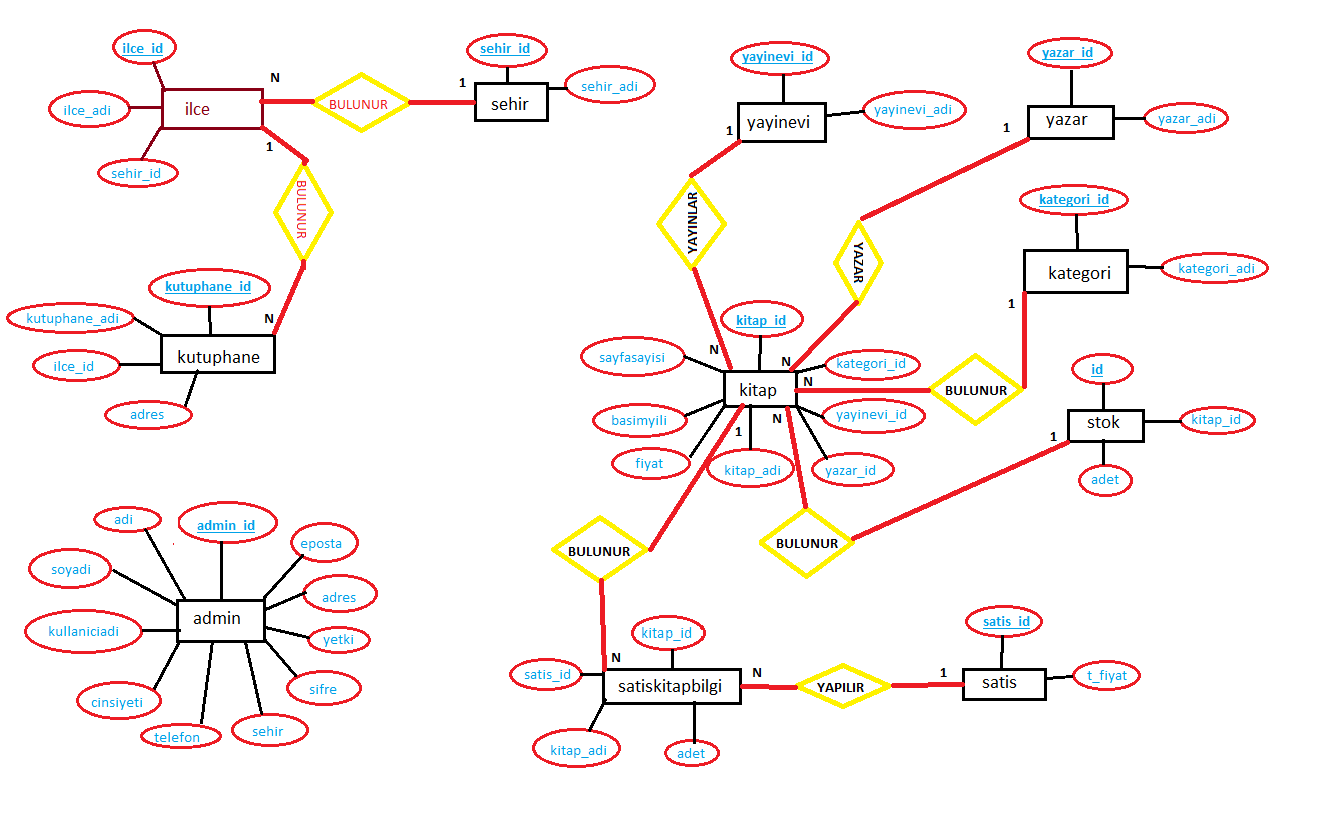 ilce_id
ilce_adi
sehir_id
ilce
N
BULUNUR
1
sehir_id
sehir_adi
sehir
1
BULUNUR
N
kutuphane_id
kutuphane_adi
ilce_id
adres
kutuphane
yayinevi_id
yayinevi_adi
yayinevi
1
YAYINLAR
N
yazar_id
yazar_adi
yazar
1
YAZAR
N
kategori_id
kategori_adi
kategori
1
BULUNUR
N
kitap_id
sayfasayisi
kategori_id
kitap
basimyili
yayinevi_id
fiyat
kitap_adi
yazar_id
1
N
id
stok
kitap_id
adet
1
BULUNUR
BULUNUR
N
admin_id
adi
eposta
soyadi
adres
admin
kullaniciadi
yetki
cinsiyeti
sifre
telefon
sehir
kitap_id
satis_id
satiskitapbilgi
kitap_adi
adet
N
YAPILIR
1
satis_id
satis
t_fiyat